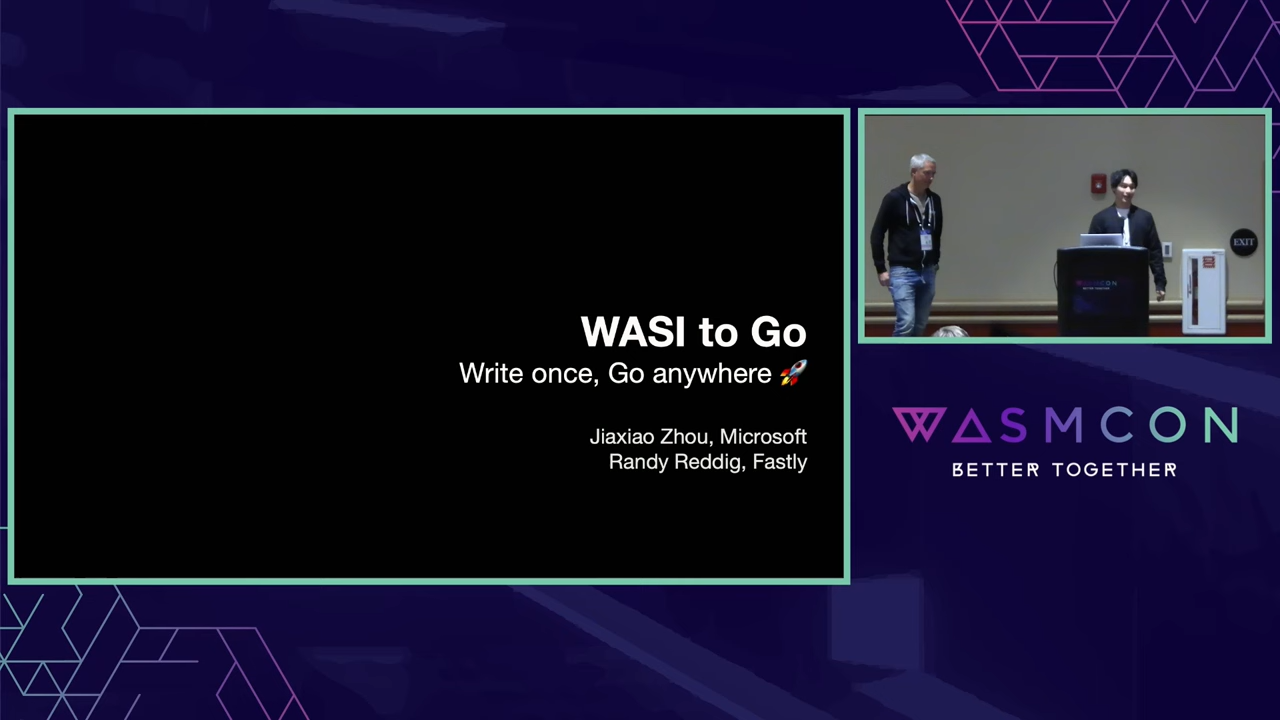 WASI to Go
Write once, Go anywhere 🚀
Jiaxiao Zhou, Microsoft
Randy Reddig, Fastly
EXIT
WASMCON
BETTER TOGETHER